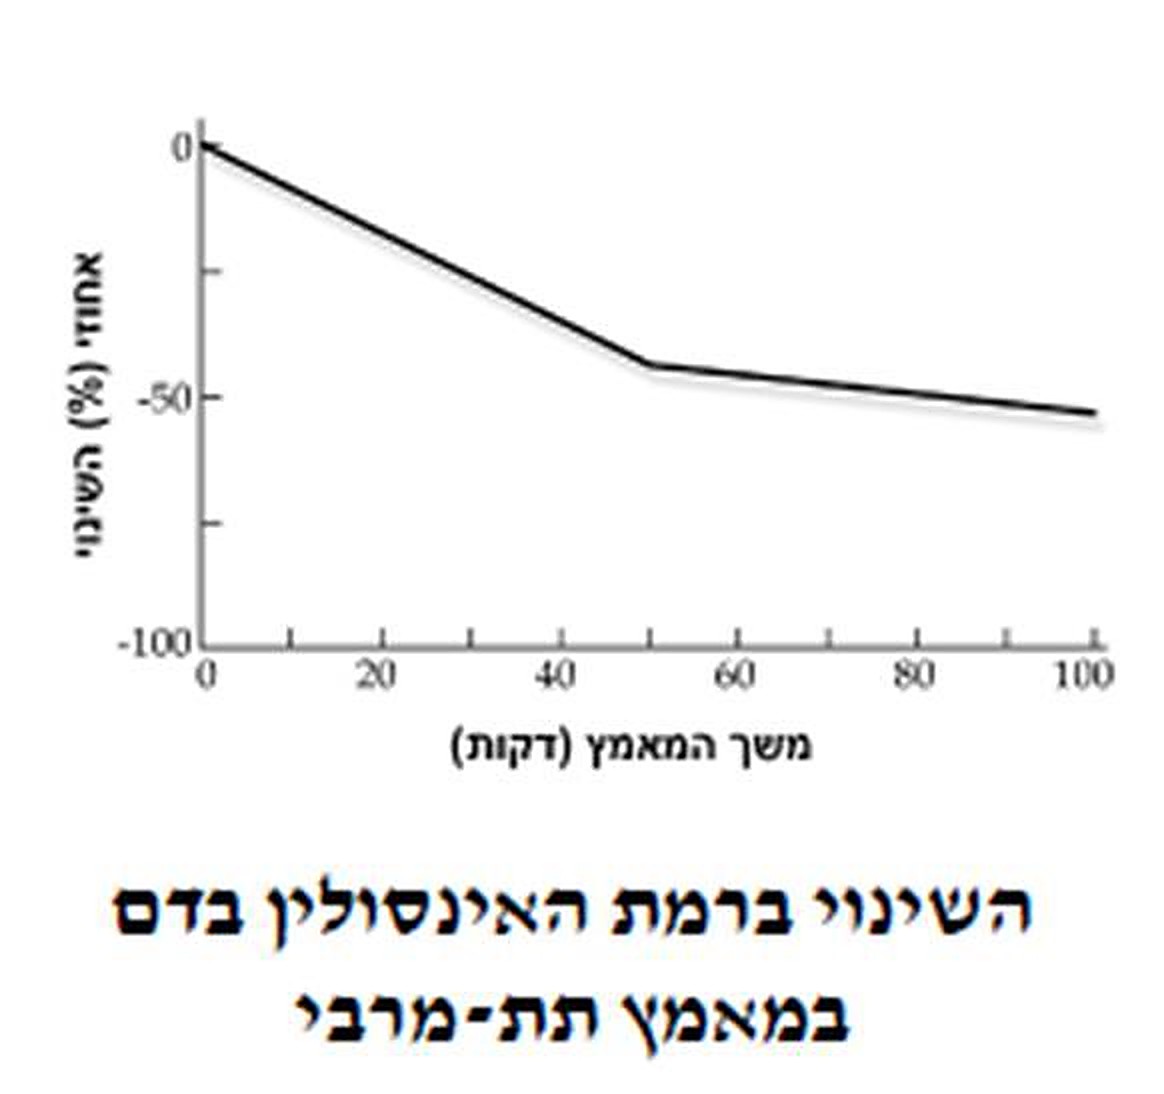 0
-50
-100
אחוזי (%) השינוי
0 20 40 60 80 100
משך המאמץ (דקות)
השינוי ברמת האינסולין בדם
במאמץ תת-מרבי